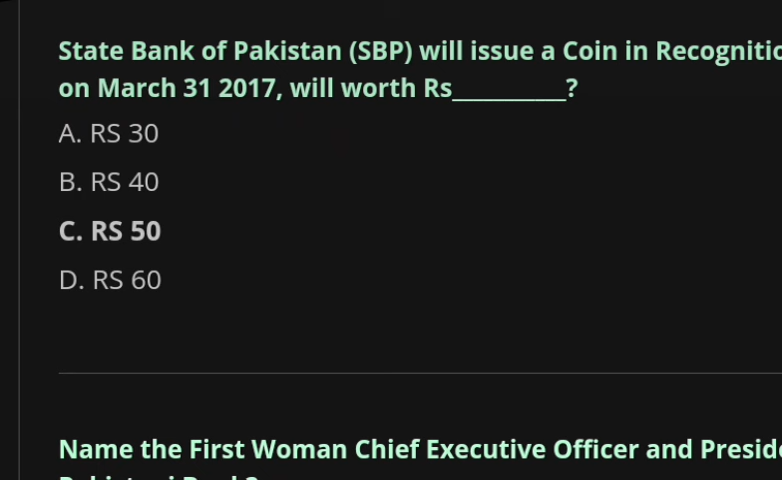 State Bank of Pakistan (SBP) will issue a Coin in
on March 31 2017, will worth Rs__________?
A. RS 30
B. RS 40
C. RS 50
D. RS 60
Name the First Woman Chief Executive Officer and